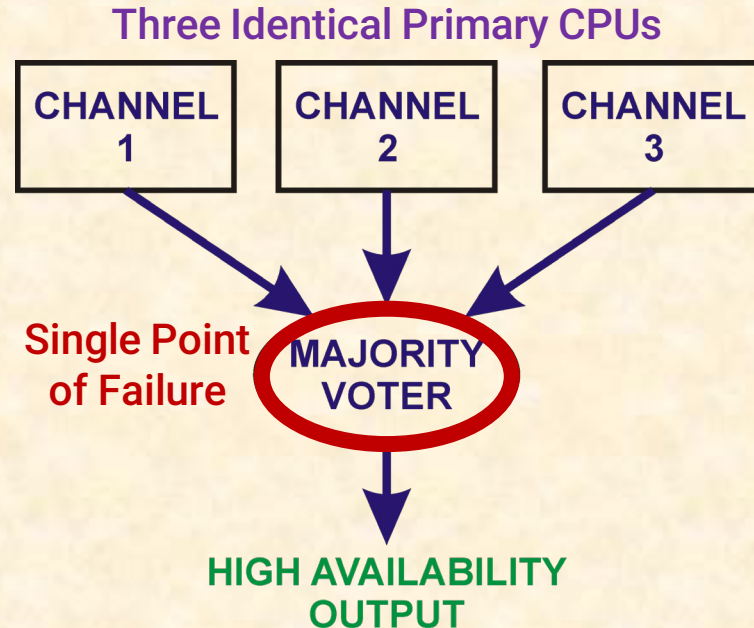 Three Identical Primary CPUs
CHANNEL
1
CHANNEL
2
CHANNEL
3
Single Point
of Failure
MAJORITY
VOTER
HIGH AVAILABILITY
OUTPUT